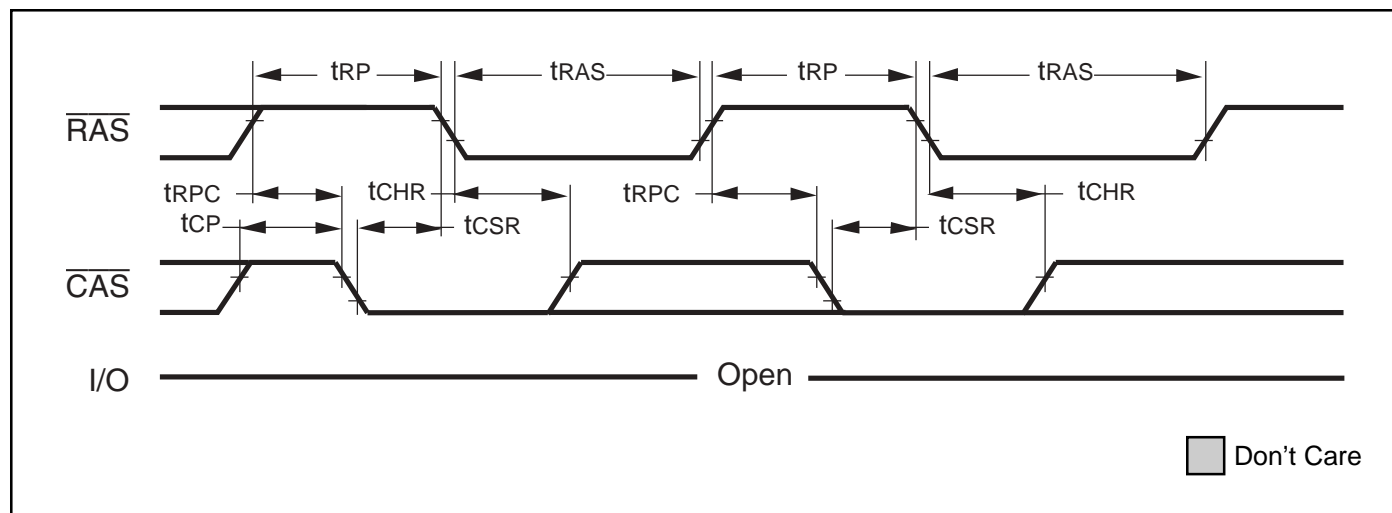 tRP tRAS tRP tRAS
RAS
tRPC tCHR tRPC tCHR
tCP tCSR tCSR
CAS
I/O Open
Don't Care